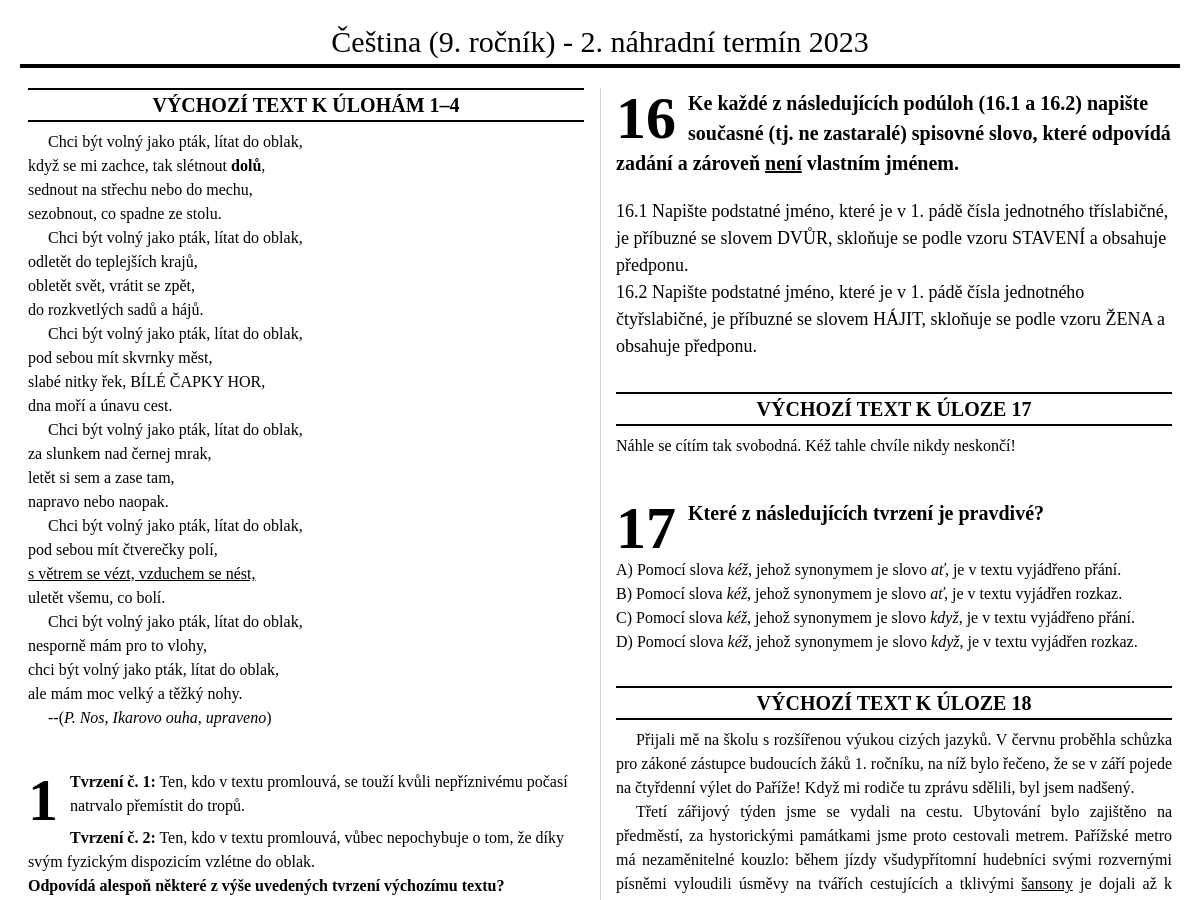 Čeština (9. ročník) - 2. náhradní termín 2023
VÝCHOZÍ TEXT K ÚLOHÁM 1–4
Chci být volný jako pták, lítat do oblak,
když se mi zachce, tak slétnout dolů,
sednout na střechu nebo do mechu,
sezobnout, co spadne ze stolu.
Chci být volný jako pták, lítat do oblak,
odletět do teplejších krajů,
obletět svět, vrátit se zpět,
do rozkvetlých sadů a hájů.
Chci být volný jako pták, lítat do oblak,
pod sebou mít skvrnky měst,
slabé nitky řek, BÍLÉ ČAPKY HOR,
dna moří a únavu cest.
Chci být volný jako pták, lítat do oblak,
za slunkem nad černej mrak,
letět si sem a zase tam,
napravo nebo naopak.
Chci být volný jako pták, lítat do oblak,
pod sebou mít čtverečky polí,
s větrem se vézt, vzduchem se nést,
uletět všemu, co bolí.
Chci být volný jako pták, lítat do oblak,
nesporně mám pro to vlohy,
chci být volný jako pták, lítat do oblak,
ale mám moc velký a těžký nohy.
--(P. Nos, Ikarovo ouha, upraveno)
1 Tvrzení č. 1: Ten, kdo v textu promlouvá, se touží kvůli nepříznivému počasí
natrvalo přemístit do tropů.
Tvrzení č. 2: Ten, kdo v textu promlouvá, vůbec nepochybuje o tom, že díky
svým fyzickým dispozicím vzlétne do oblak.
Odpovídá alespoň některé z výše uvedených tvrzení výchozímu textu?
16 Ke každé z následujících podúloh (16.1 a 16.2) napište
současné (tj. ne zastaralé) spisovné slovo, které odpovídá
zadání a zároveň není vlastním jménem.
16.1 Napište podstatné jméno, které je v 1. pádě čísla jednotného tříslabičné,
je příbuzné se slovem DVŮR, skloňuje se podle vzoru STAVENÍ a obsahuje
předponu.
16.2 Napište podstatné jméno, které je v 1. pádě čísla jednotného
čtyřslabičné, je příbuzné se slovem HÁJIT, skloňuje se podle vzoru ŽENA a
obsahuje předponu.
VÝCHOZÍ TEXT K ÚLOZE 17
Náhle se cítím tak svobodná. Kéž tahle chvíle nikdy neskončí!
17 Které z následujících tvrzení je pravdivé?
A) Pomocí slova kéž, jehož synonymem je slovo ať, je v textu vyjádřeno přání.
B) Pomocí slova kéž, jehož synonymem je slovo ať, je v textu vyjádřen rozkaz.
C) Pomocí slova kéž, jehož synonymem je slovo když, je v textu vyjádřeno přání.
D) Pomocí slova kéž, jehož synonymem je slovo když, je v textu vyjádřen rozkaz.
VÝCHOZÍ TEXT K ÚLOZE 18
Přijali mě na školu s rozšířenou výukou cizých jazyků. V červnu proběhla schůzka
pro zákoné zástupce budoucích žáků 1. ročníku, na níž bylo řečeno, že se v září pojede
na čtyřdenní výlet do Paříže! Když mi rodiče tu zprávu sdělili, byl jsem nadšený.
Třetí zářijový týden jsme se vydali na cestu. Ubytování bylo zajištěno na
předměstí, za hystorickými památkami jsme proto cestovali metrem. Pařížské metro
má nezaměnitelné kouzlo: během jízdy všudypřítomní hudebníci svými rozvernými
písněmi vyloudili úsměvy na tvářích cestujících a tklivými šansony je dojali až k